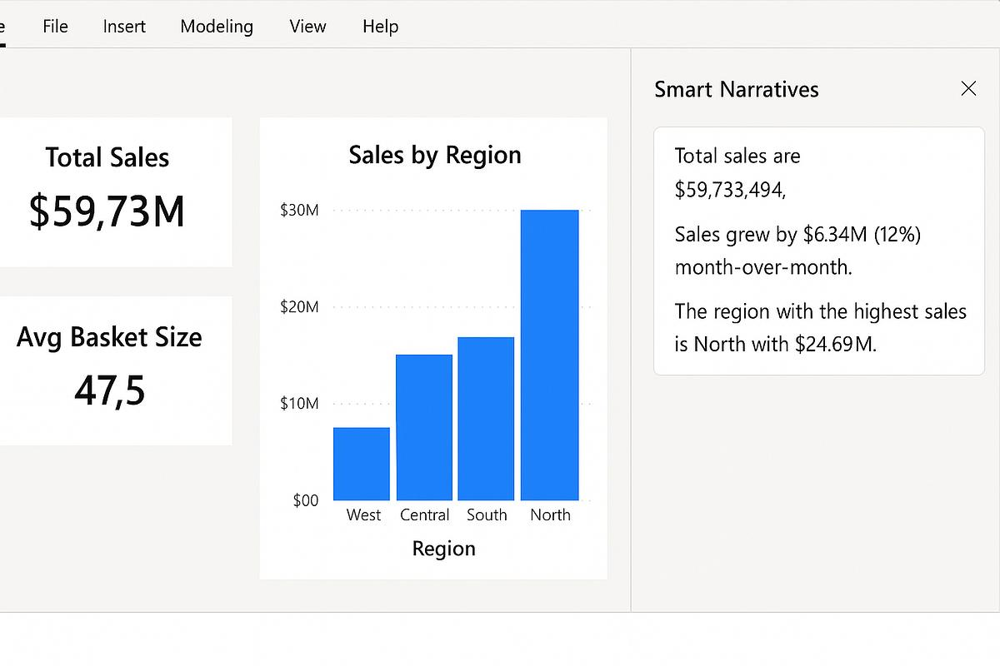 e
File Insert Modeling View Help
Total Sales
$59,73M
Avg Basket Size
47,5
Sales by Region
$30M
$20M
$10M
$00
West Central South North
Region
Smart Narratives
Total sales are
$59,733,494,
Sales grew by $6.34M (12%)
month-over-month.
The region with the highest sales
is North with $24.69M.